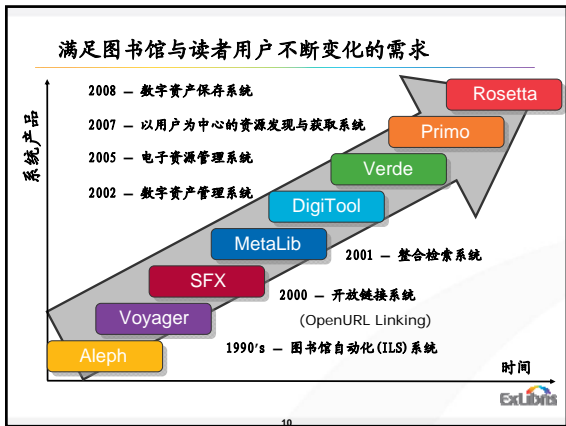 满足图书馆与读者用户不断变化的需求
系统产品
2008 – 数字资产保存系统
Rosetta
2007 – 以用户为中心的资源发现与获取系统
Primo
2005 – 电子资源管理系统
Verde
2002 – 数字资产管理系统
DigiTool
MetaLib
2001 – 整合检索系统
SFX
2000 – 开放链接系统
Voyager
(OpenURL Linking)
Aleph
1990's – 图书馆自动化(ILS)系统
时间
ExLibris
10